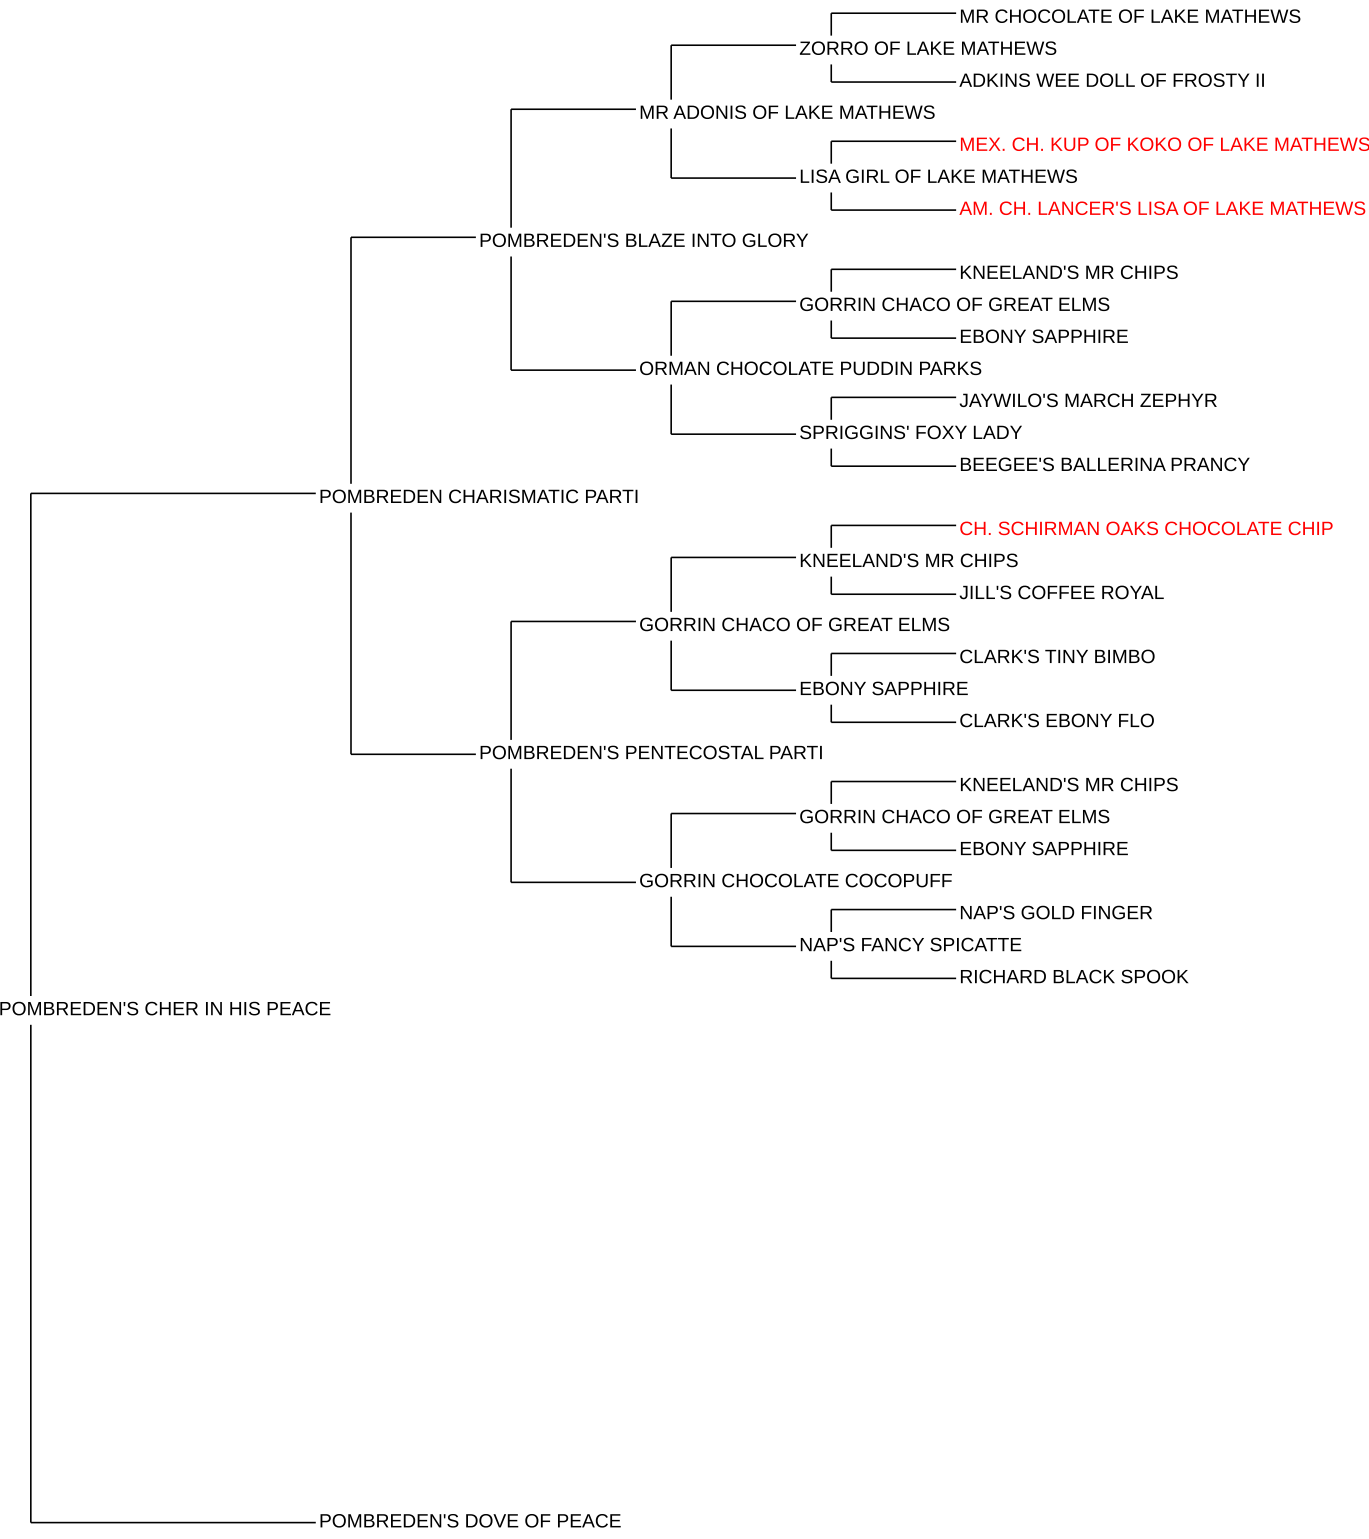 MR CHOCOLATE OF LAKE MATHEWS
ZORRO OF LAKE MATHEWS
ADKINS WEE DOLL OF FROSTY II
MR ADONIS OF LAKE MATHEWS
MEX. CH. KUP OF KOKO OF LAKE MATHEWS
LISA GIRL OF LAKE MATHEWS
AM. CH. LANCER'S LISA OF LAKE MATHEWS
POMBREDEN'S BLAZE INTO GLORY
KNEELAND'S MR CHIPS
GORRIN CHACO OF GREAT ELMS
EBONY SAPPHIRE
ORMAN CHOCOLATE PUDDIN PARKS
JAYWILO'S MARCH ZEPHYR
SPRIGGINS' FOXY LADY
BEEGEE'S BALLERINA PRANCY
POMBREDEN CHARISMATIC PARTI
CH. SCHIRMAN OAKS CHOCOLATE CHIP
KNEELAND'S MR CHIPS
JILL'S COFFEE ROYAL
GORRIN CHACO OF GREAT ELMS
CLARK'S TINY BIMBO
EBONY SAPPHIRE
CLARK'S EBONY FLO
POMBREDEN'S PENTECOSTAL PARTI
KNEELAND'S MR CHIPS
GORRIN CHACO OF GREAT ELMS
EBONY SAPPHIRE
GORRIN CHOCOLATE COCOPUFF
NAP'S GOLD FINGER
NAP'S FANCY SPICATTE
RICHARD BLACK SPOOK
POMBREDEN'S CHER IN HIS PEACE
POMBREDEN'S DOVE OF PEACE